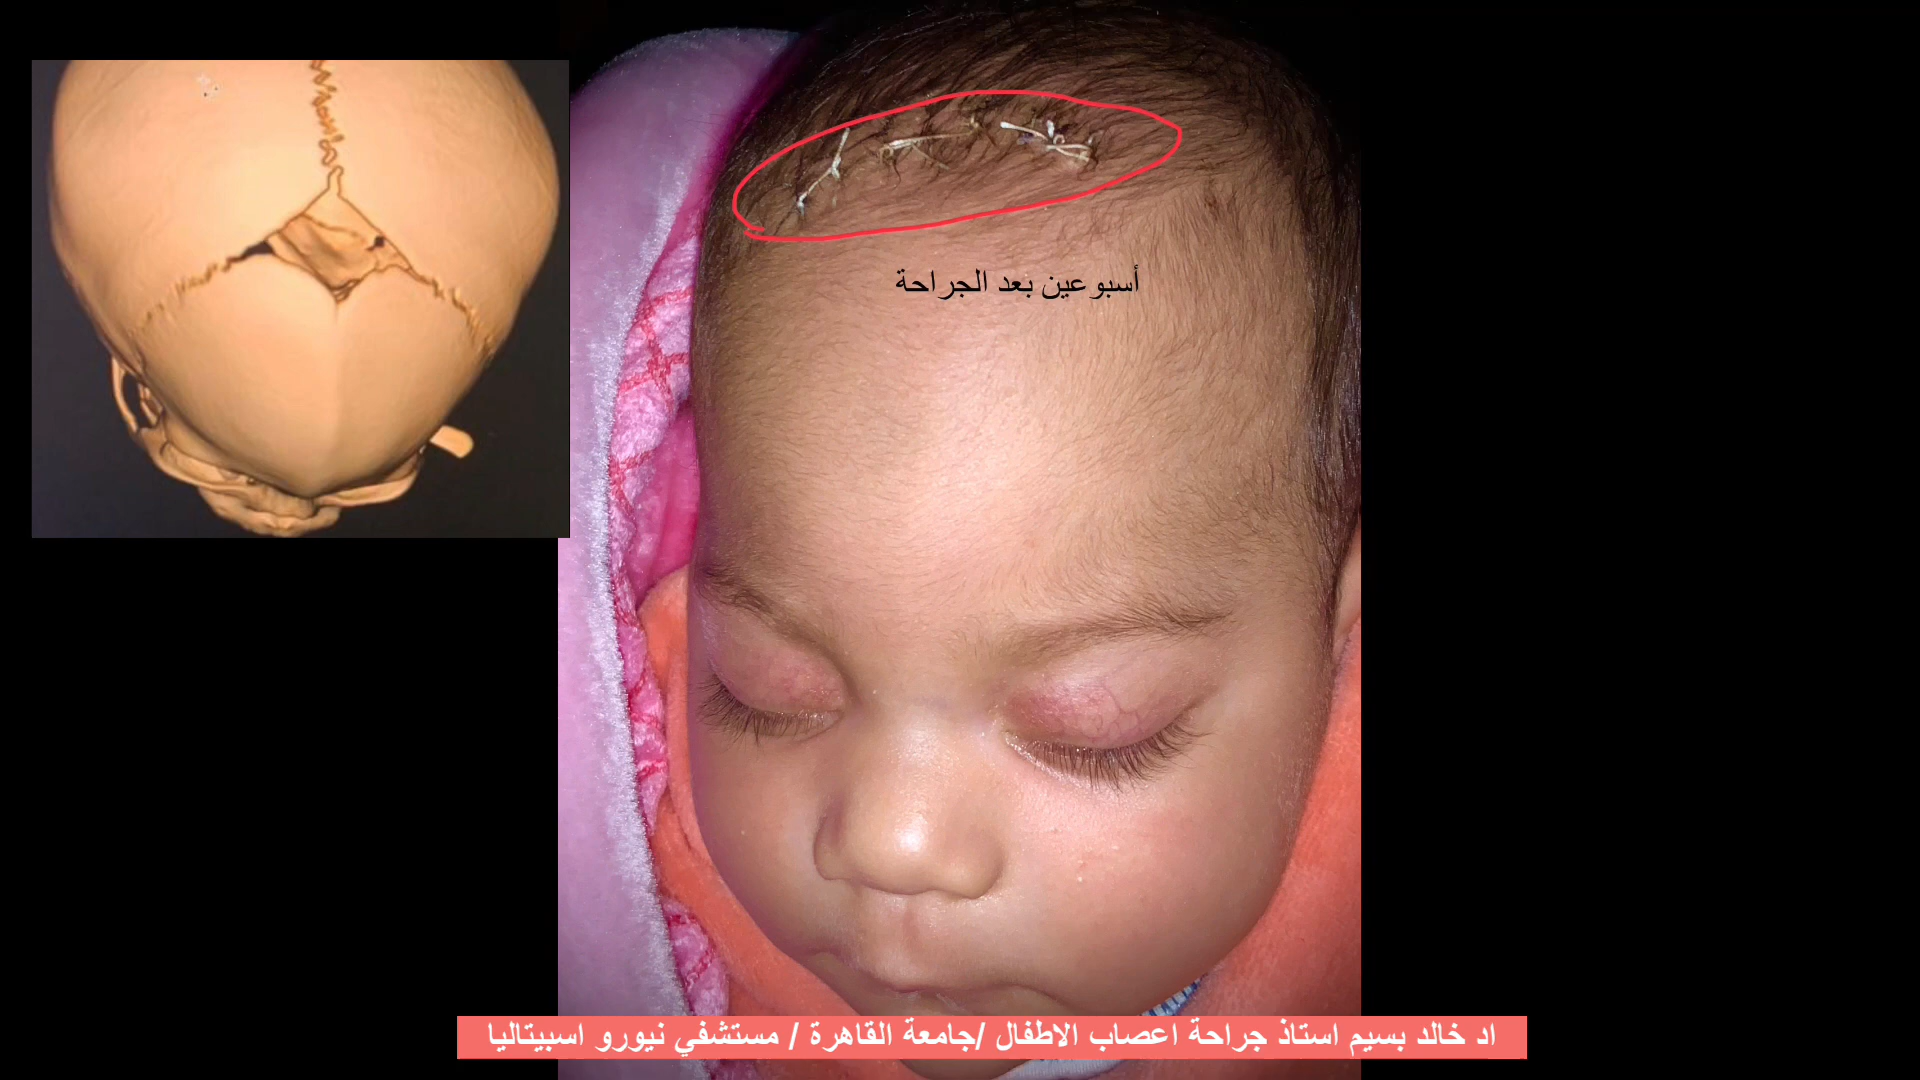 أسبوعين بعد الجراحة
اد خالد بسيم استاذ جراحة اعصاب الاطفال /جامعة القاهرة / مستشفي نيورو اسبيتاليا